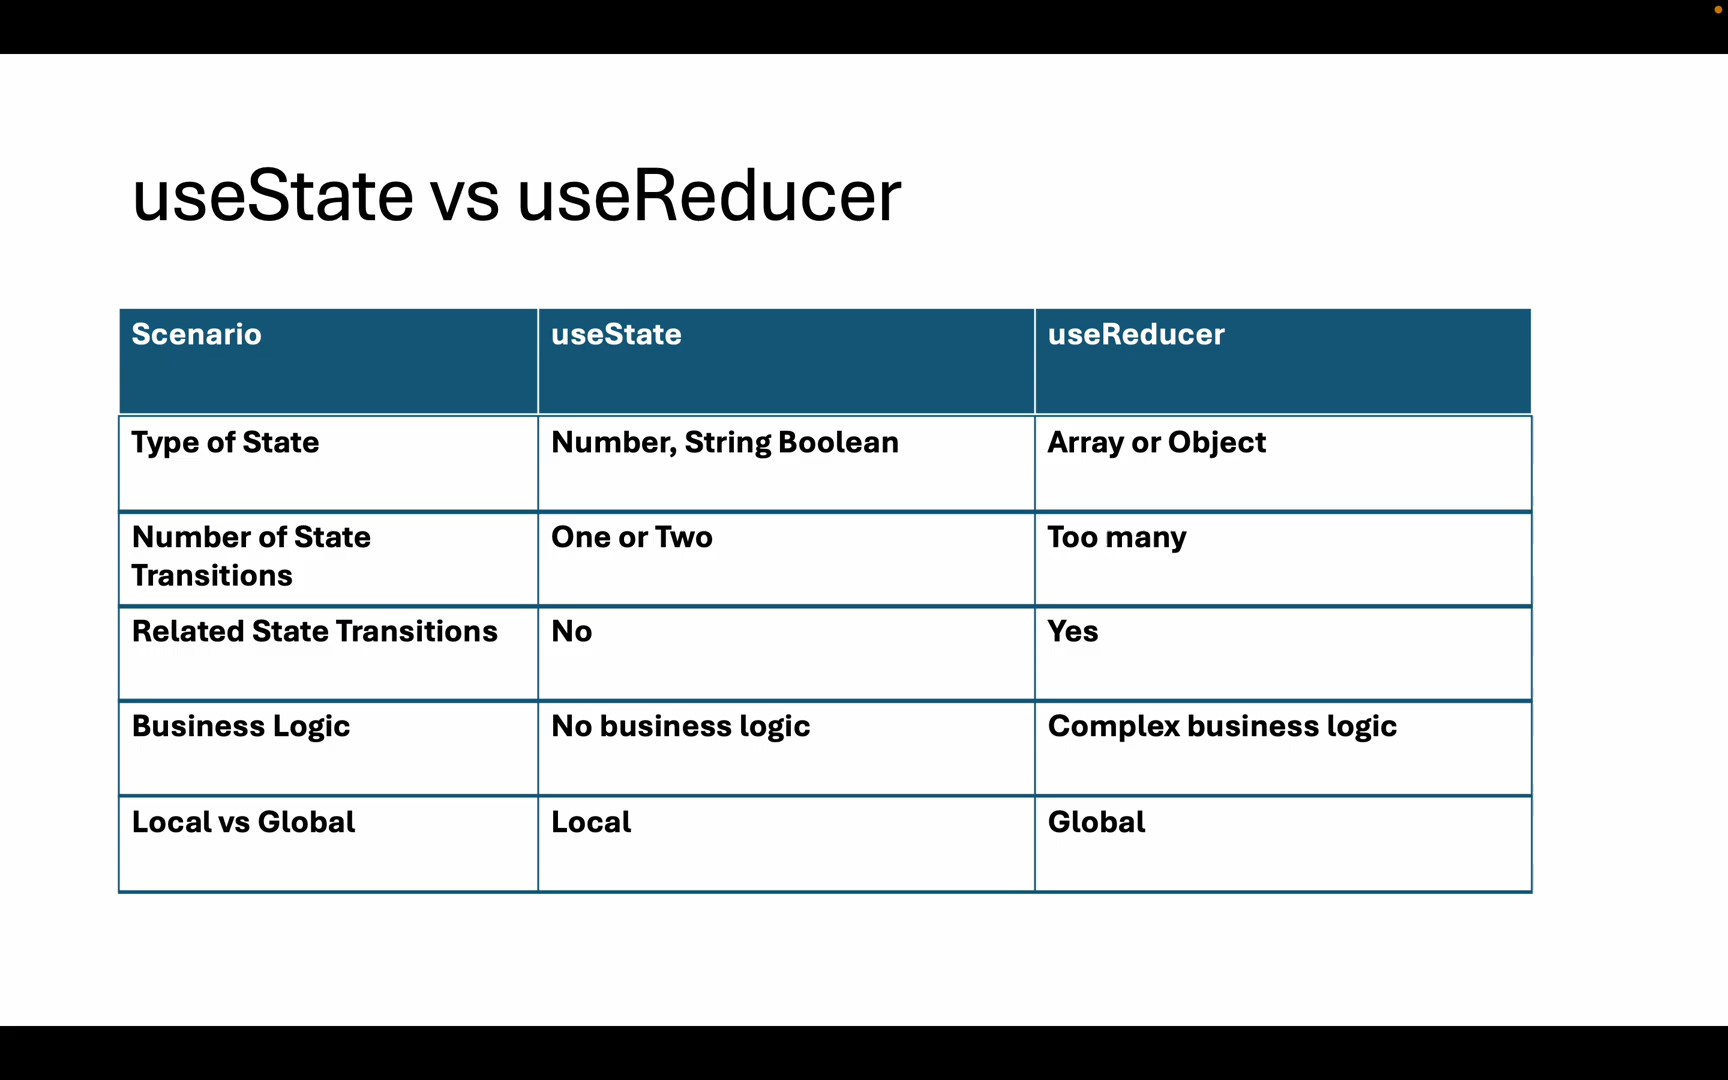 useState vs useReducer
Scenario
useState
useReducer
Type of State
Number, String Boolean
Array or Object
Number of State
Transitions
One or Two
Too many
Related State Transitions
No
Yes
Business Logic
No business logic
Complex business logic
Local vs Global
Local
Global